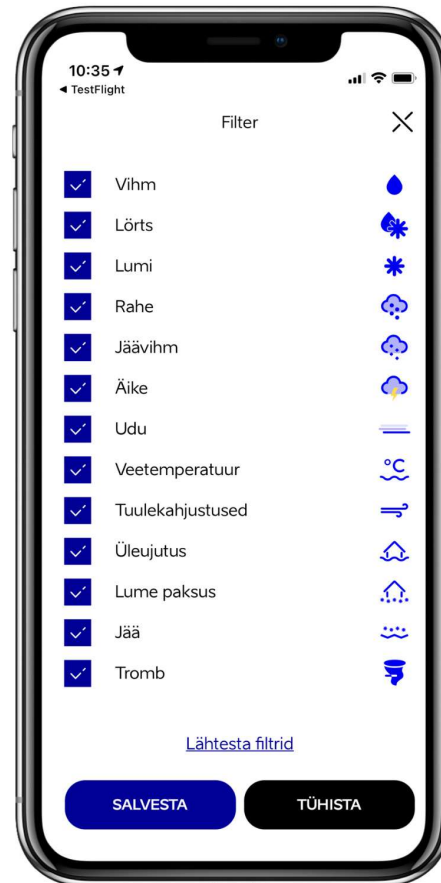 10:35
◀ TestFlight
Filter
Vihm
Lörts
Lumi
Rahe
Jäävihm
Äike
Udu
Veetemperatuur
°C
Tuulekahjustused
Üleujutus
Lume paksus
Jää
Tromb
Lähtesta filtrid
SALVESTA
TÜHISTA